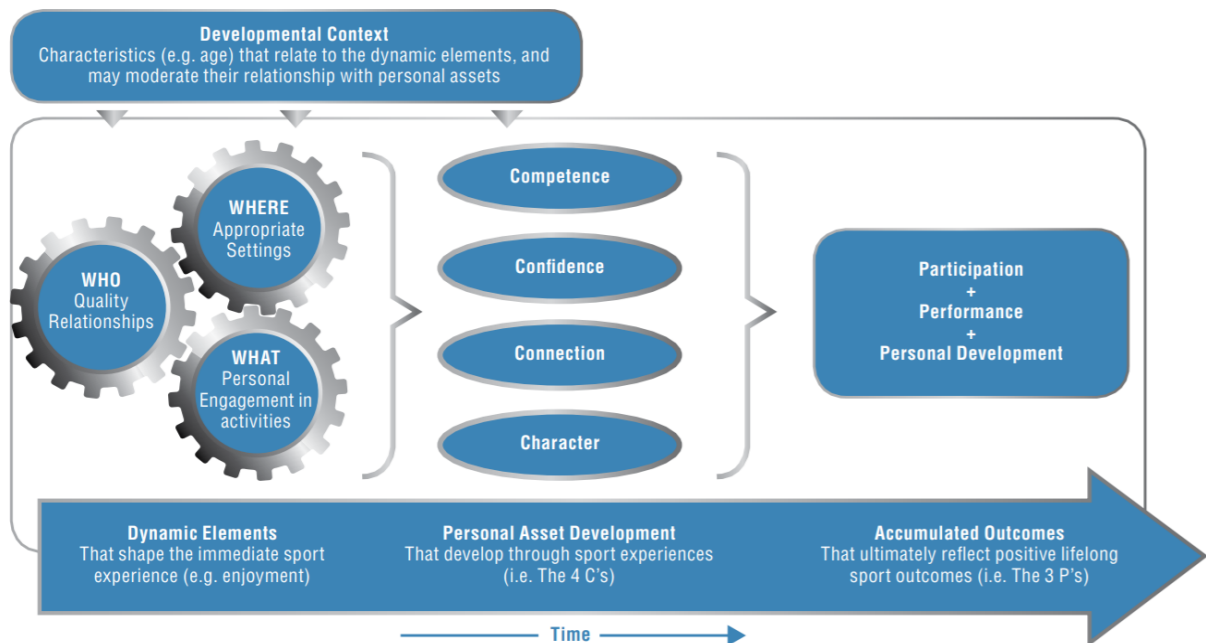 Developmental Context
Characteristics (e.g. age) that relate to the dynamic elements, and
may moderate their relationship with personal assets
WHO
Quality
Relationships
WHERE
Appropriate
Settings
WHAT
Personal
Engagement in
activities
Competence
Confidence
Connection
Character
Participation
+
Performance
+
Personal Development
Dynamic Elements
That shape the immediate sport
experience (e.g. enjoyment)
Personal Asset Development
That develop through sport experiences
(i.e. The 4 C's)
Accumulated Outcomes
That ultimately reflect positive lifelong
sport outcomes (i.e. The 3 P's)
Time